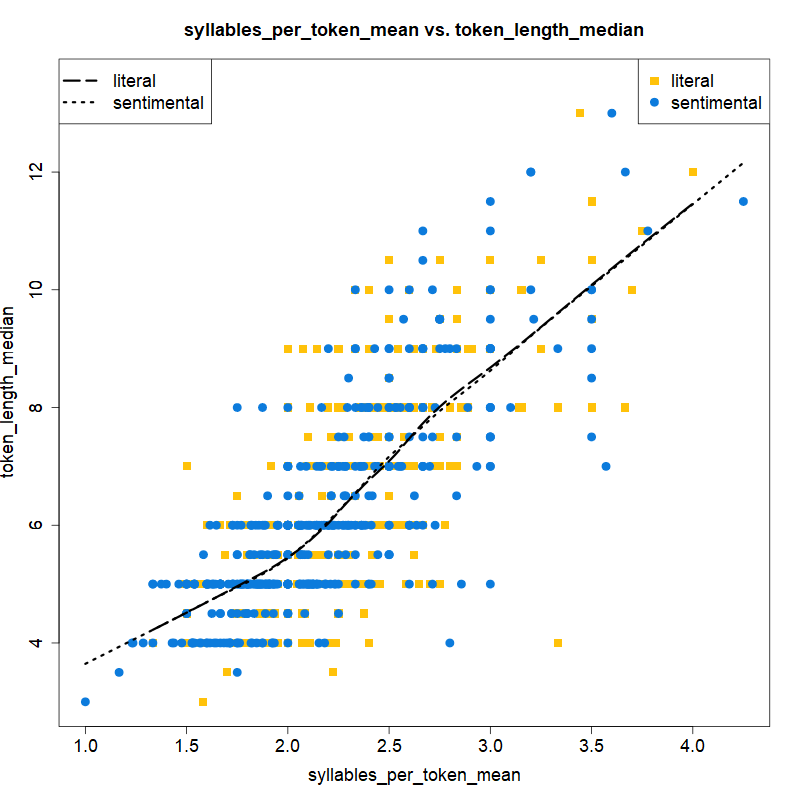 syllables_per_token_mean vs. token_length_median
literal
sentimental
literal
sentimental
token_length_median
12
10
8
6
4
1.0 1.5 2.0 2.5 3.0 3.5 4.0
syllables_per_token_mean